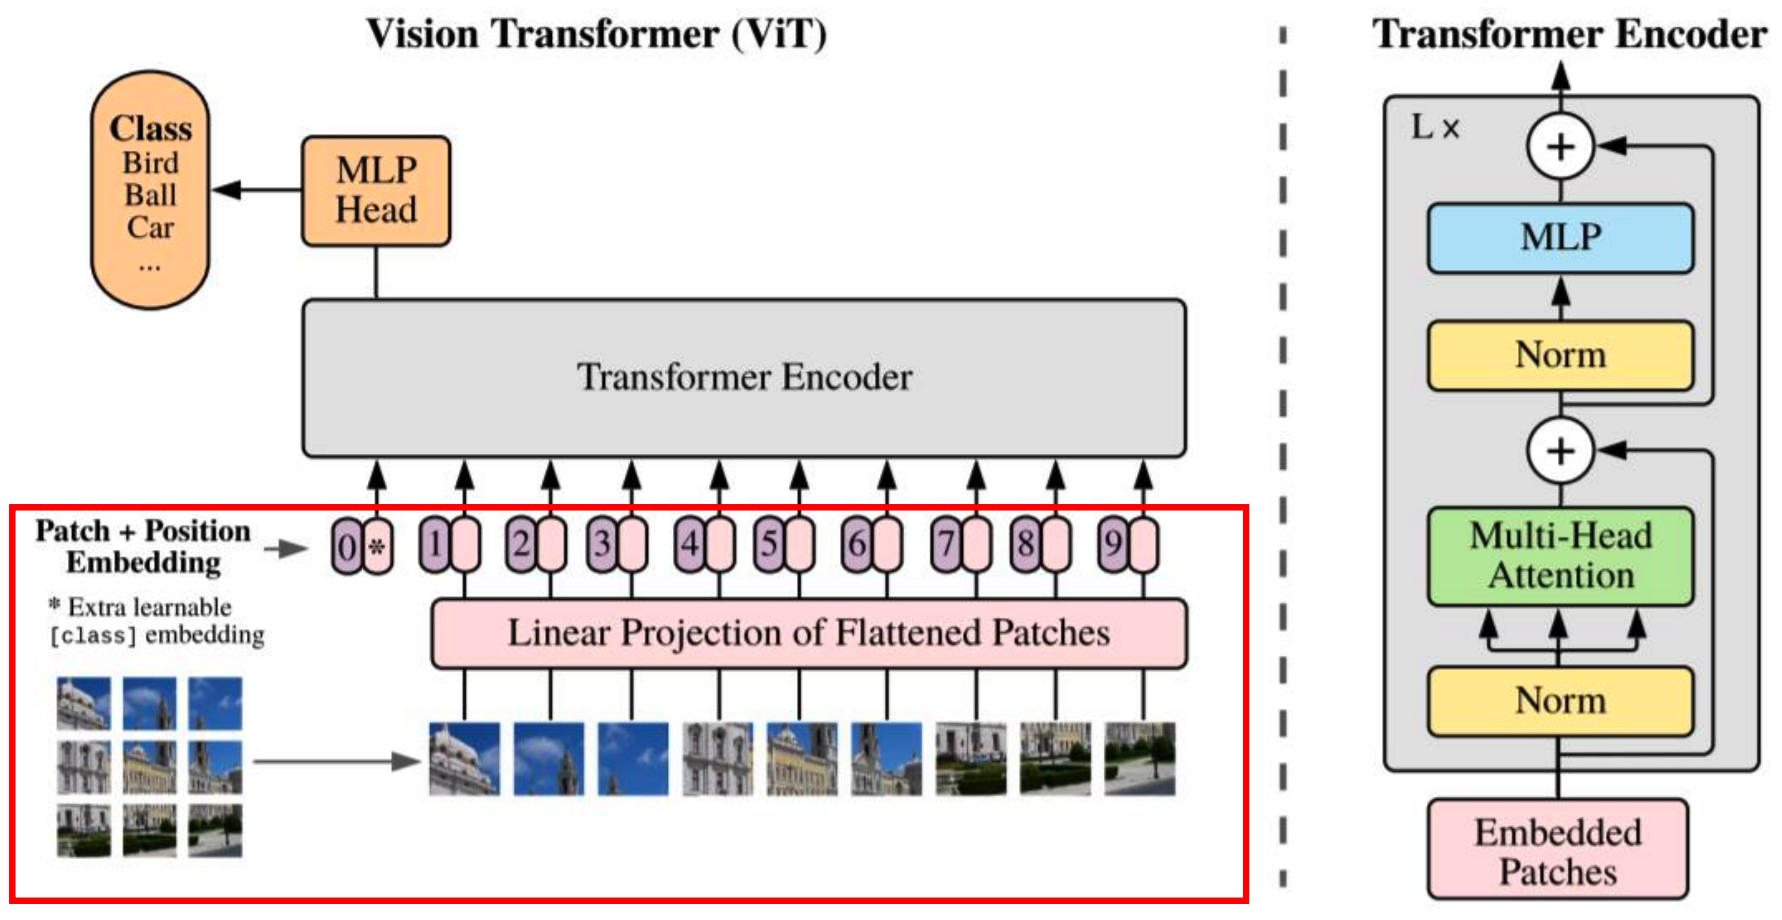 Vision Transformer (ViT)
Class
Bird
Ball
Car
...
MLP
Head
Transformer Encoder
Patch + Position
Embedding
0 * 1 2 3 4 5 6 7 8 9
* Extra learnable
[class] embedding
Linear Projection of Flattened Patches
Transformer Encoder
L ×
+
MLP
Norm
+
Multi-Head
Attention
Norm
Embedded
Patches